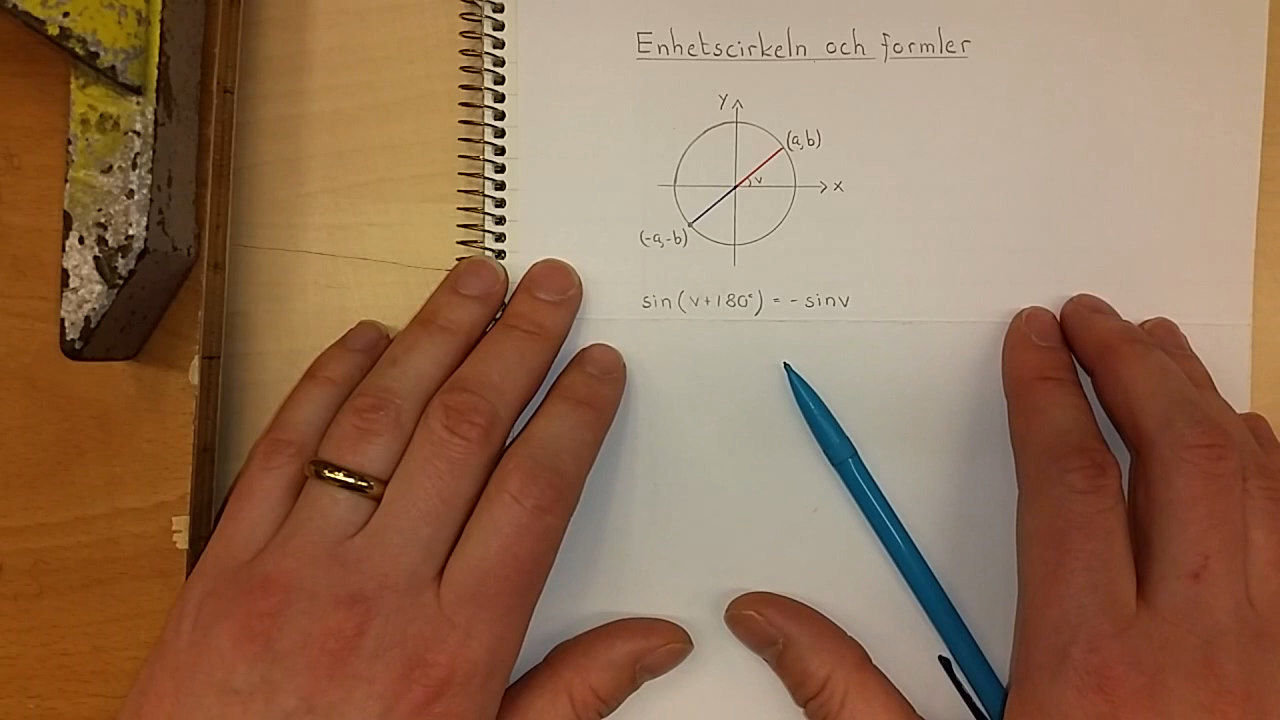 Enhetscirkeln och formler
y
(a,b)
v
x
(-a,-b)
sin(v+180°) = - sinv